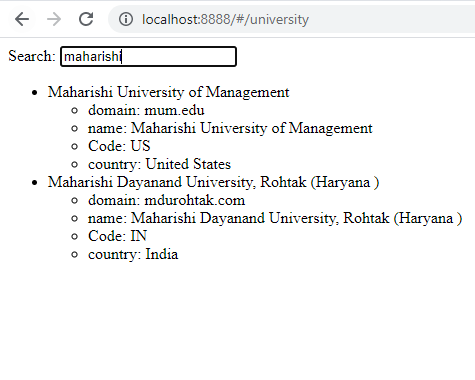 localhost:8888/#/university
Search: maharishi
Maharishi University of Management
domain: mum.edu
name: Maharishi University of Management
Code: US
country: United States
Maharishi Dayanand University, Rohtak (Haryana )
domain: mdurohtak.com
name: Maharishi Dayanand University, Rohtak (Haryana )
Code: IN
country: India